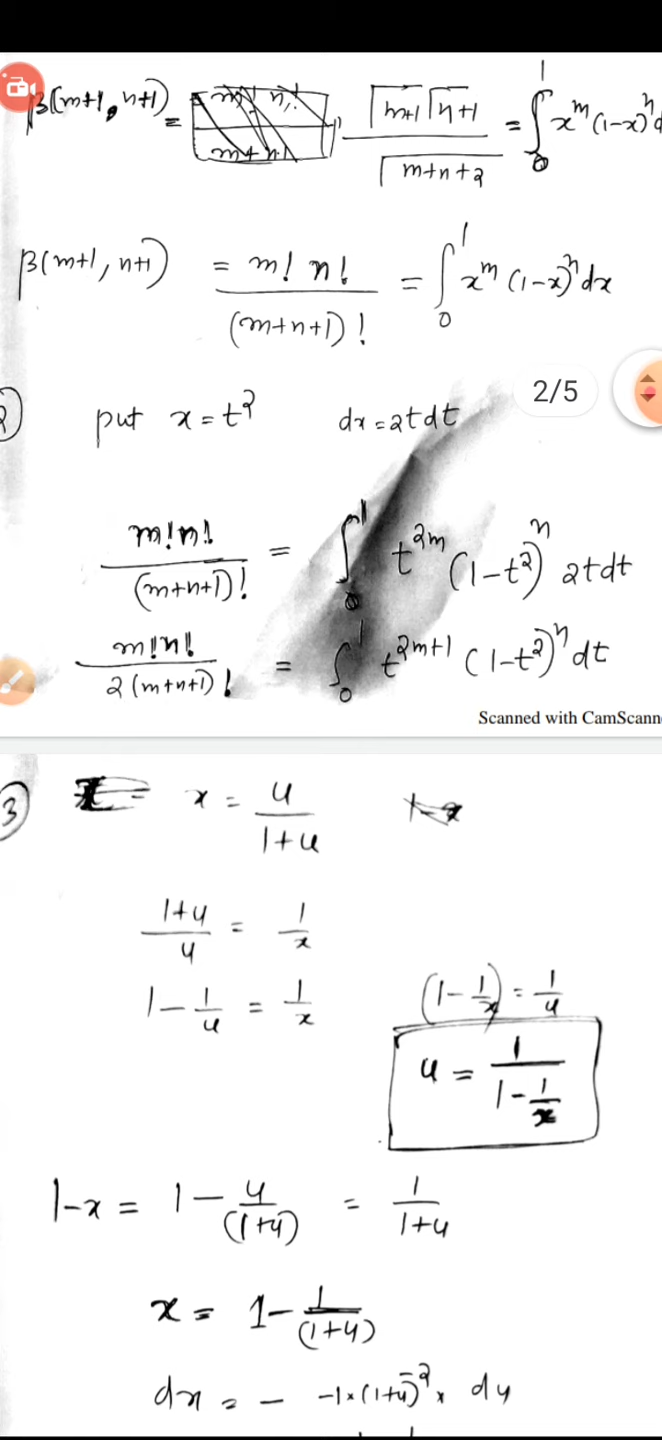 β(m+1, n+1) = Γm+1 Γn+1 / Γm+n+2 = ∫₀¹ x^m (1-x)^n d
β(m+1, n+1) = m! n! / (m+n+1)! = ∫₀¹ x^m (1-x)^n dx
2/5
put x = t² dx = 2t dt
m!n! / (m+n+1)! = ∫₀¹ t^2m (1-t²)^n 2t dt
m!n! / 2(m+n+1)! = ∫₀¹ t^2m+1 (1-t²)^n dt
Scanned with CamScann
③ x = u / 1+u
1+u / u = 1/x
1 - 1/u = 1/x (1 - 1/x) = 1/u
u = 1 / 1 - 1/x
1-x = 1 - u/(1+u) = 1 / 1+u
x = 1 - 1/(1+u)
dx = - -1×(1+u)^-2 × du